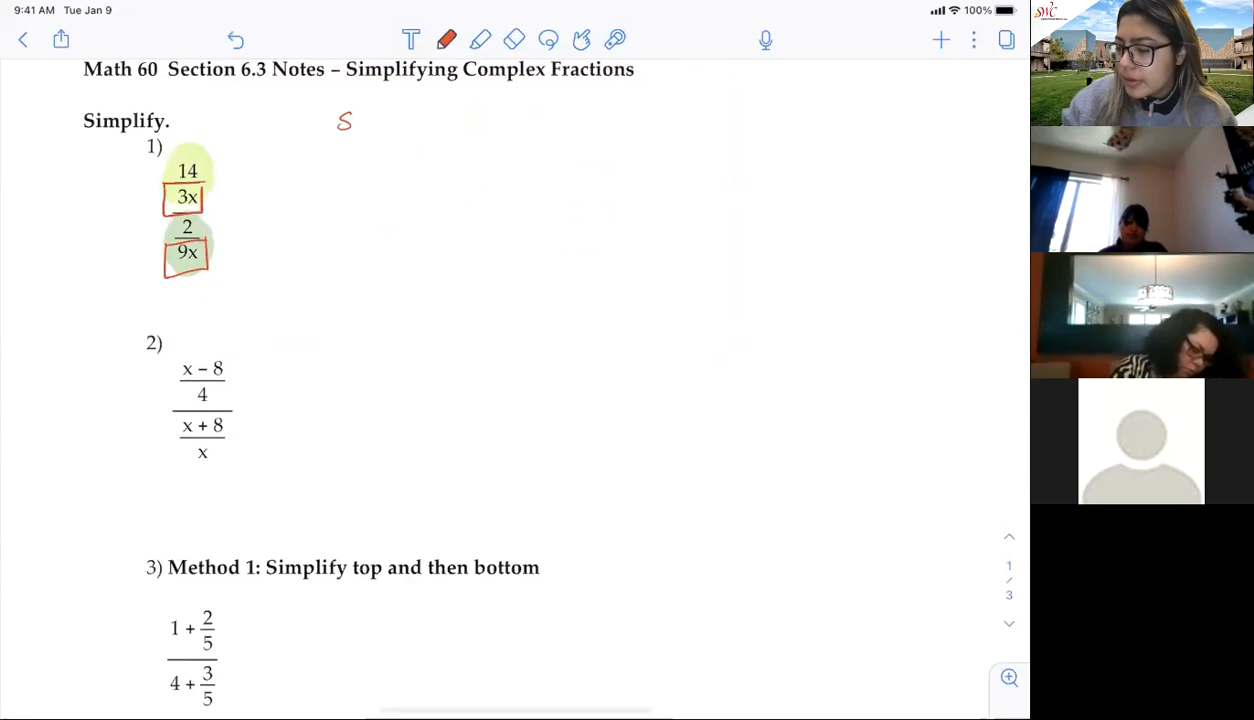 9:41 AM Tue Jan 9
100%
Math 60 Section 6.3 Notes – Simplifying Complex Fractions
Simplify.
S
1)
14
3x
2
9x
2)
x – 8
4
x + 8
x
3) Method 1: Simplify top and then bottom
1 + 2/5
4 + 3/5
1
/
3
SWC